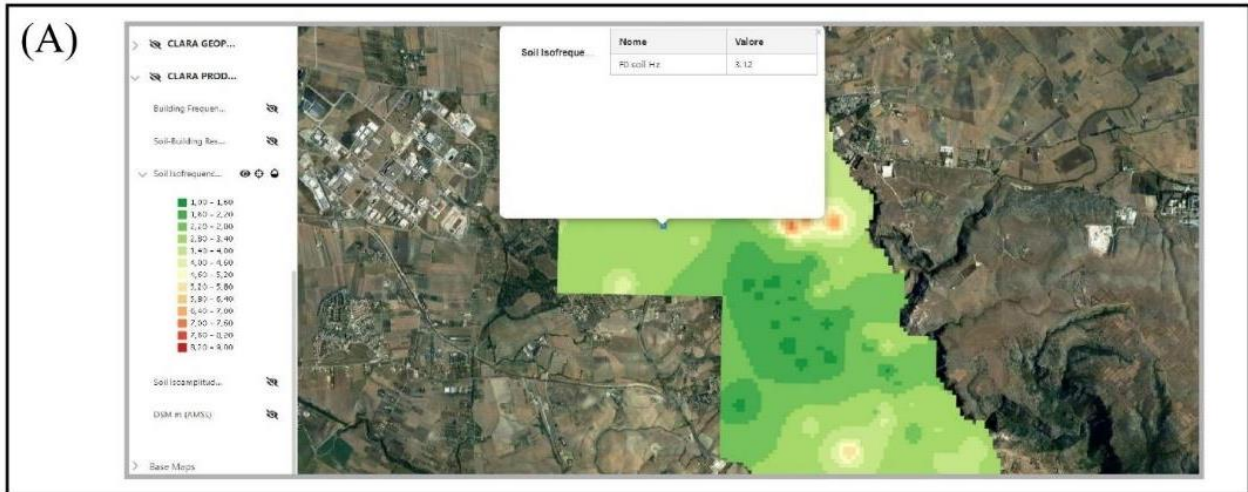 (A)
CLARA GEOP...
CLARA PROD...
Building Frequen...
Soil-Building Res...
Soil Isofrequenc...
1,00 - 1,60
1,60 - 2,20
2,20 - 2,80
2,80 - 3,40
3,40 - 4,00
4,00 - 4,60
4,60 - 5,20
5,20 - 5,80
5,80 - 6,40
6,40 - 7,00
7,00 - 7,60
7,60 - 8,20
8,20 - 9,00
Soil Isoamplitud...
DSM m (AMSL)
Base Maps
Soil Isofreque...
Nome Valore
F0 soil Hz 3.12